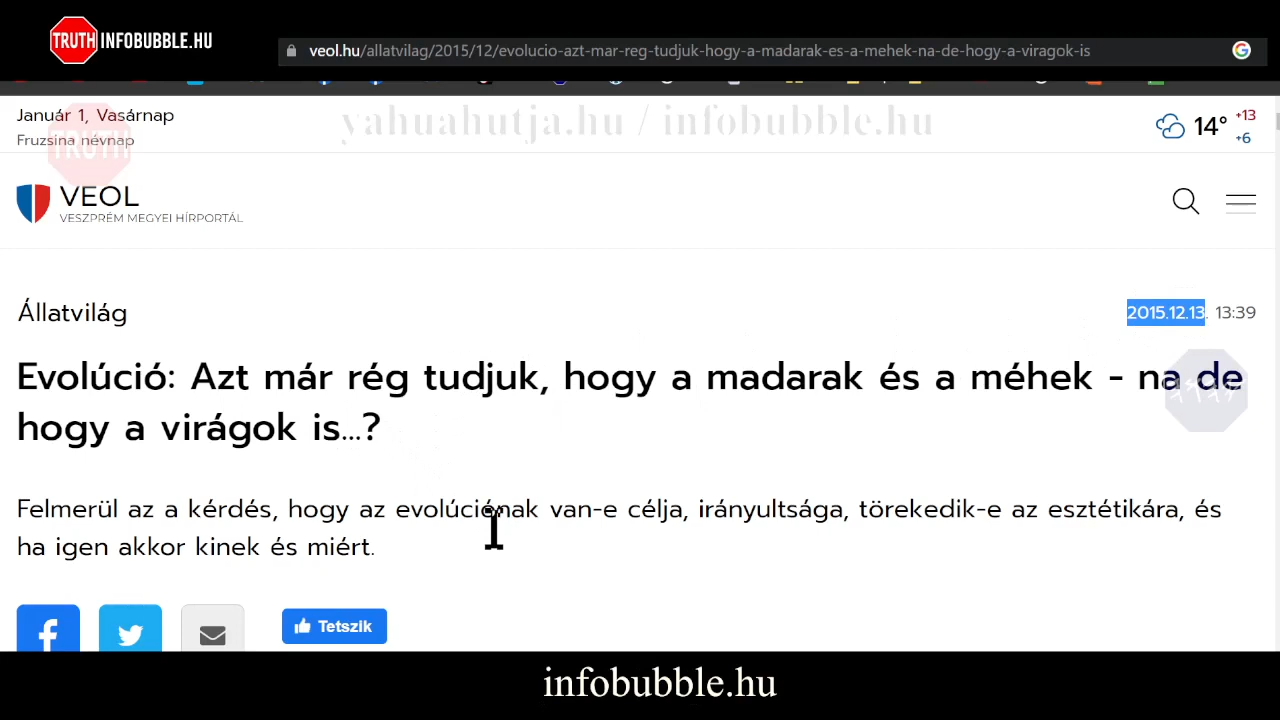 TRUTH INFOBUBBLE.HU
veol.hu/allatvilag/2015/12/evolucio-azt-mar-reg-tudjuk-hogy-a-madarak-es-a-mehek-na-de-hogy-a-viragok-is
Január 1, Vasárnap
Fruzsina névnap
TRUTH
yahuahutja.hu / infobubble.hu
14°
+13
+6
VEOL
VESZPRÉM MEGYEI HÍRPORTÁL
Állatvilág
2015.12.13. 13:39
Evolúció: Azt már rég tudjuk, hogy a madarak és a méhek - na de
hogy a virágok is...?
Felmerül az a kérdés, hogy az evolúciónak van-e célja, irányultsága, törekedik-e az esztétikára, és
ha igen akkor kinek és miért.
Tetszik
infobubble.hu